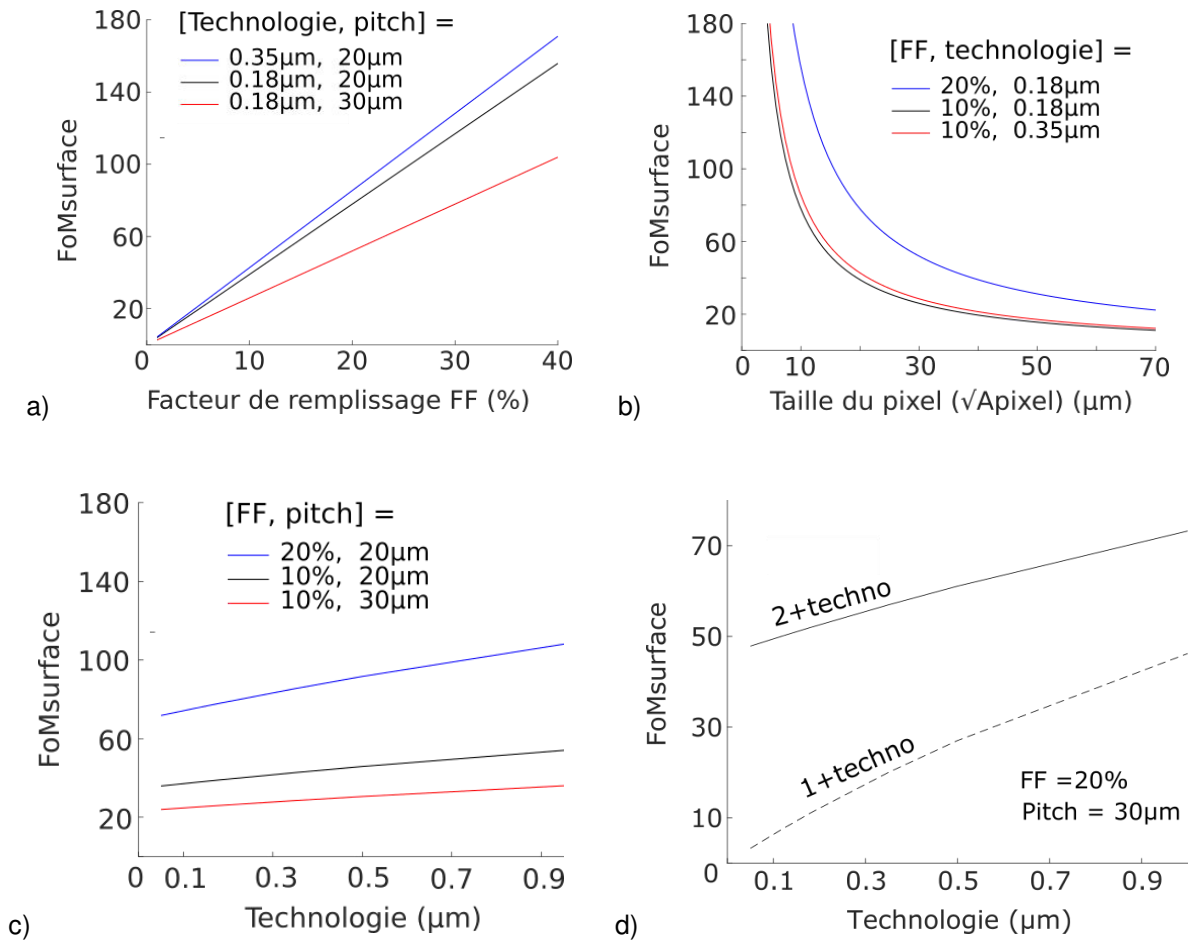 [Technologie, pitch] =
0.35µm, 20µm
0.18µm, 20µm
0.18µm, 30µm
180
140
100
60
20
FoMsurface
0 10 20 30 40
Facteur de remplissage FF (%)
a)
[FF, technologie] =
20%, 0.18µm
10%, 0.18µm
10%, 0.35µm
180
140
100
60
20
FoMsurface
0 10 30 50 70
Taille du pixel (√Apixel) (µm)
b)
[FF, pitch] =
20%, 20µm
10%, 20µm
10%, 30µm
180
140
100
60
20
FoMsurface
0 0.1 0.3 0.5 0.7 0.9
Technologie (µm)
c)
70
50
30
10
0
FoMsurface
2+techno
1+techno
FF =20%
Pitch = 30µm
0.1 0.3 0.5 0.7 0.9
Technologie (µm)
d)